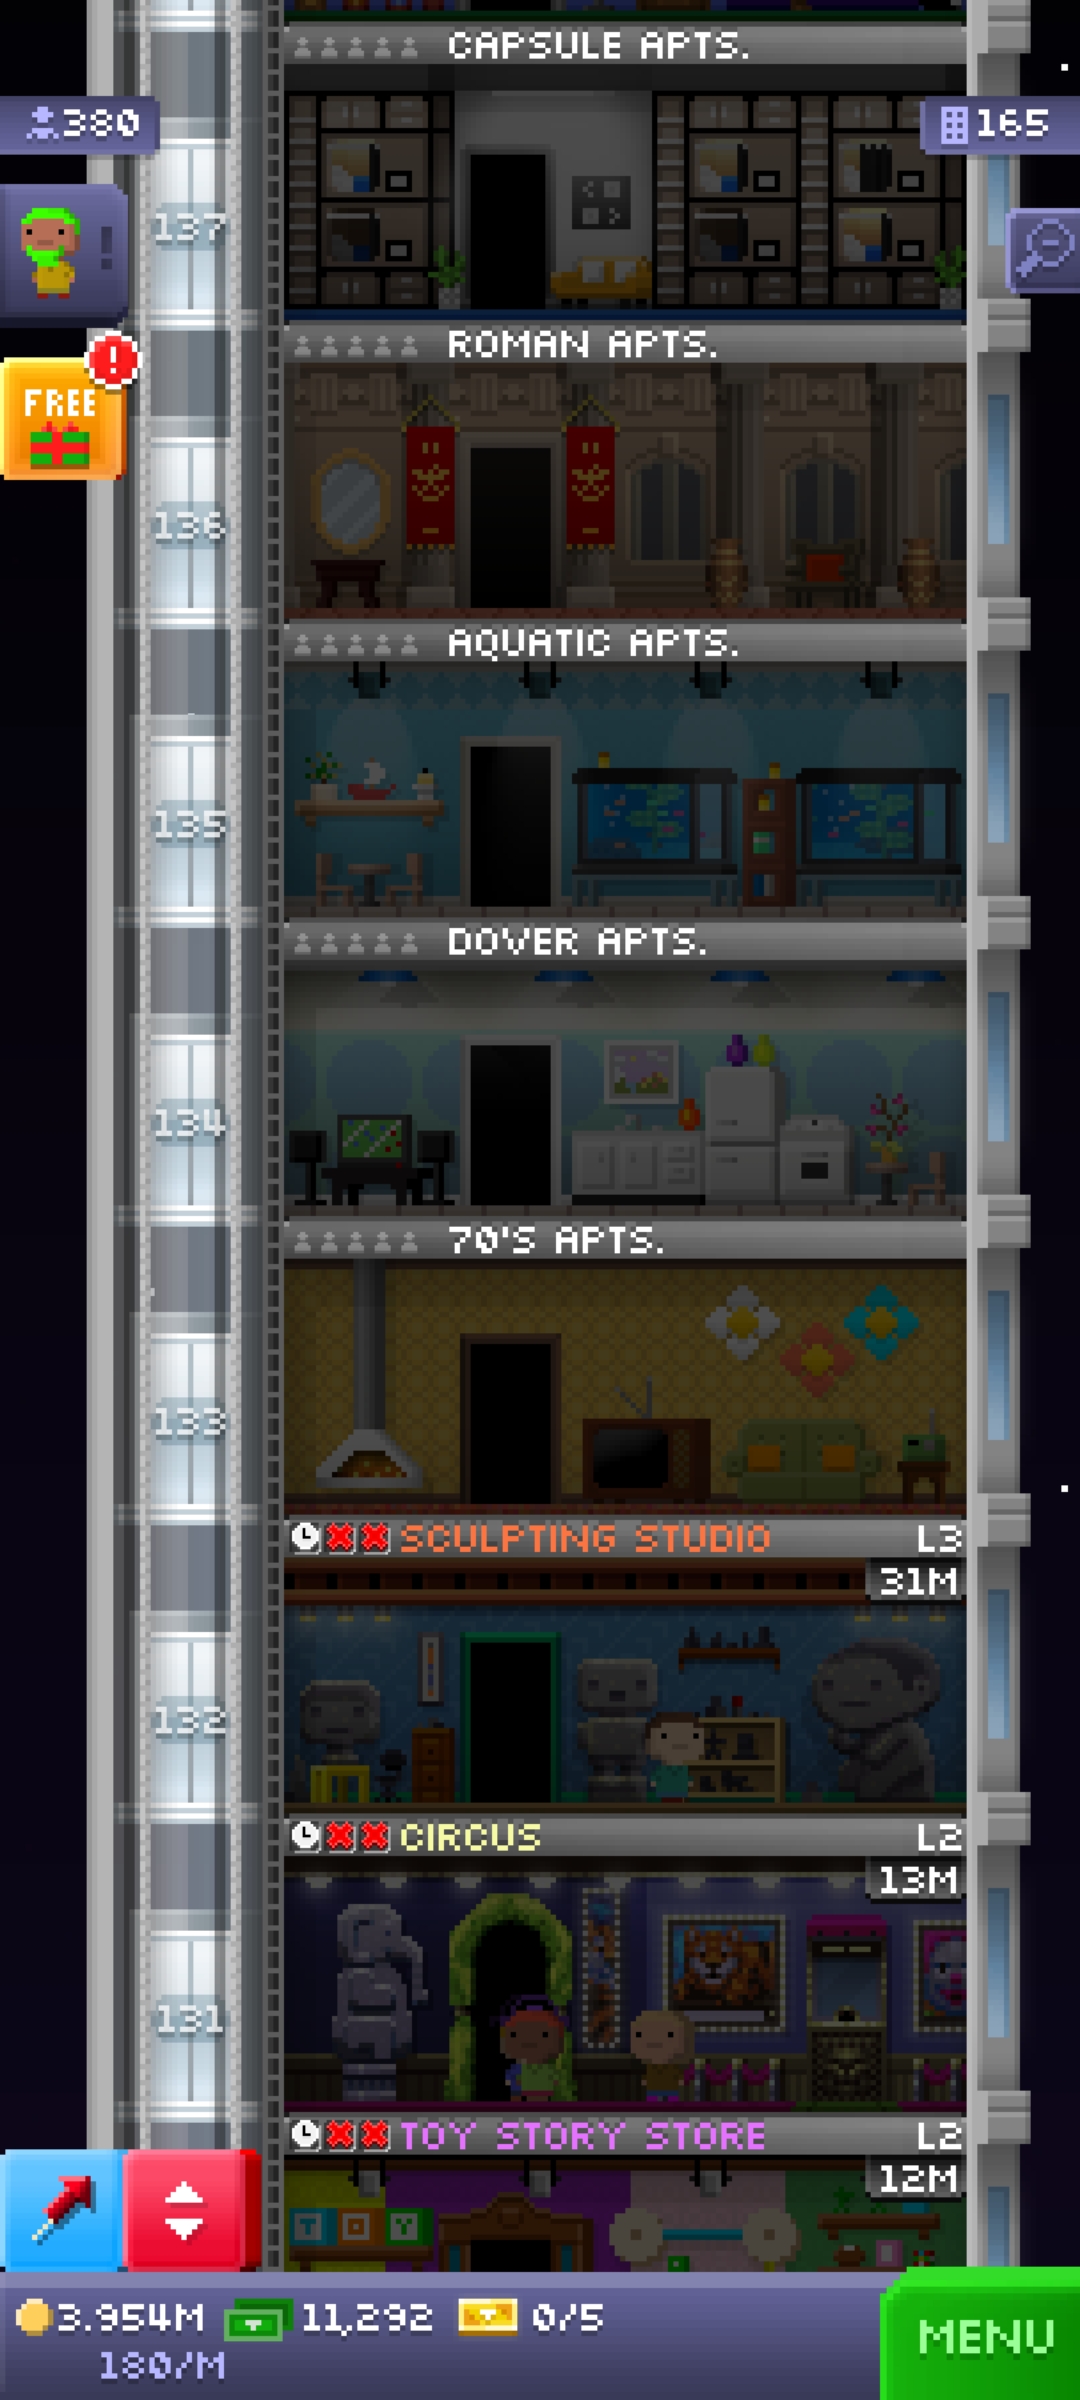 CAPSULE APTS.
380
165
137
FREE
ROMAN APTS.
136
AQUATIC APTS.
135
DOVER APTS.
134
70'S APTS.
133
SCULPTING STUDIO L3
31M
132
CIRCUS L2
13M
131
TOY STORY STORE L2
12M
TOY
3.954M 11,292 0/5
180/M
MENU